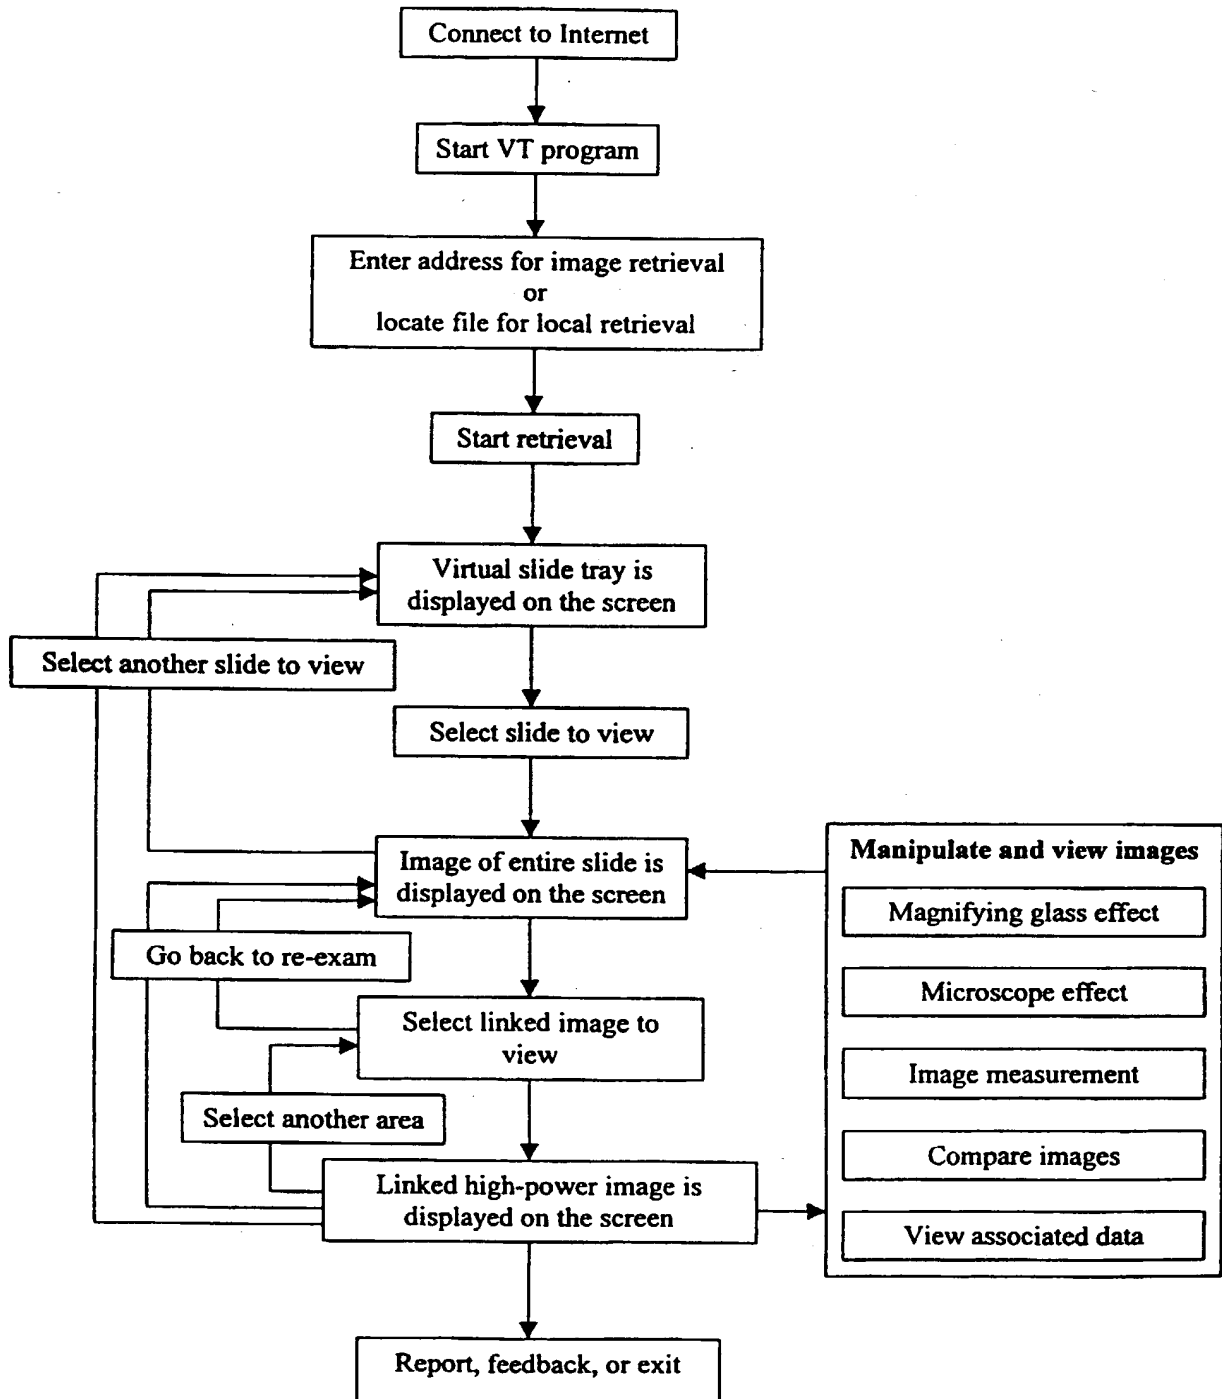 Connect to Internet
Start VT program
Enter address for image retrieval
or
locate file for local retrieval
Start retrieval
Virtual slide tray is
displayed on the screen
Select another slide to view
Select slide to view
Image of entire slide is
displayed on the screen
Go back to re-exam
Select linked image to
view
Select another area
Linked high-power image is
displayed on the screen
Report, feedback, or exit
Manipulate and view images
Magnifying glass effect
Microscope effect
Image measurement
Compare images
View associated data